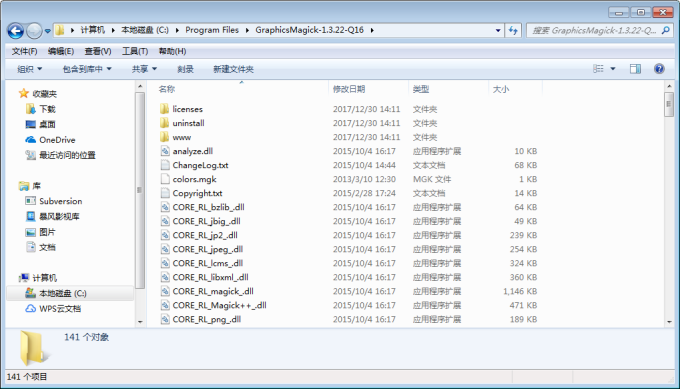 计算机 ▸ 本地磁盘 (C:) ▸ Program Files ▸ GraphicsMagick-1.3.22-Q16 ▸
搜索 GraphicsMagick-1.3.22-Q...
文件(F) 编辑(E) 查看(V) 工具(T) 帮助(H)
组织 包含到库中 共享 刻录 新建文件夹
收藏夹
下载
桌面
OneDrive
最近访问的位置
库
Subversion
暴风影视库
图片
文档
计算机
本地磁盘 (C:)
WPS云文档
名称 修改日期 类型 大小
licenses 2017/12/30 14:11 文件夹
uninstall 2017/12/30 14:11 文件夹
www 2017/12/30 14:11 文件夹
analyze.dll 2015/10/4 16:17 应用程序扩展 10 KB
ChangeLog.txt 2015/10/4 14:44 文本文档 68 KB
colors.mgk 2013/3/10 12:30 MGK 文件 1 KB
Copyright.txt 2015/2/28 17:24 文本文档 14 KB
CORE_RL_bzlib_.dll 2015/10/4 16:17 应用程序扩展 64 KB
CORE_RL_jbig_.dll 2015/10/4 16:17 应用程序扩展 49 KB
CORE_RL_jp2_.dll 2015/10/4 16:17 应用程序扩展 239 KB
CORE_RL_jpeg_.dll 2015/10/4 16:17 应用程序扩展 254 KB
CORE_RL_lcms_.dll 2015/10/4 16:17 应用程序扩展 324 KB
CORE_RL_libxml_.dll 2015/10/4 16:17 应用程序扩展 360 KB
CORE_RL_magick_.dll 2015/10/4 16:17 应用程序扩展 1,146 KB
CORE_RL_Magick++_.dll 2015/10/4 16:17 应用程序扩展 471 KB
CORE_RL_png_.dll 2015/10/4 16:17 应用程序扩展 189 KB
141 个对象
141 个项目